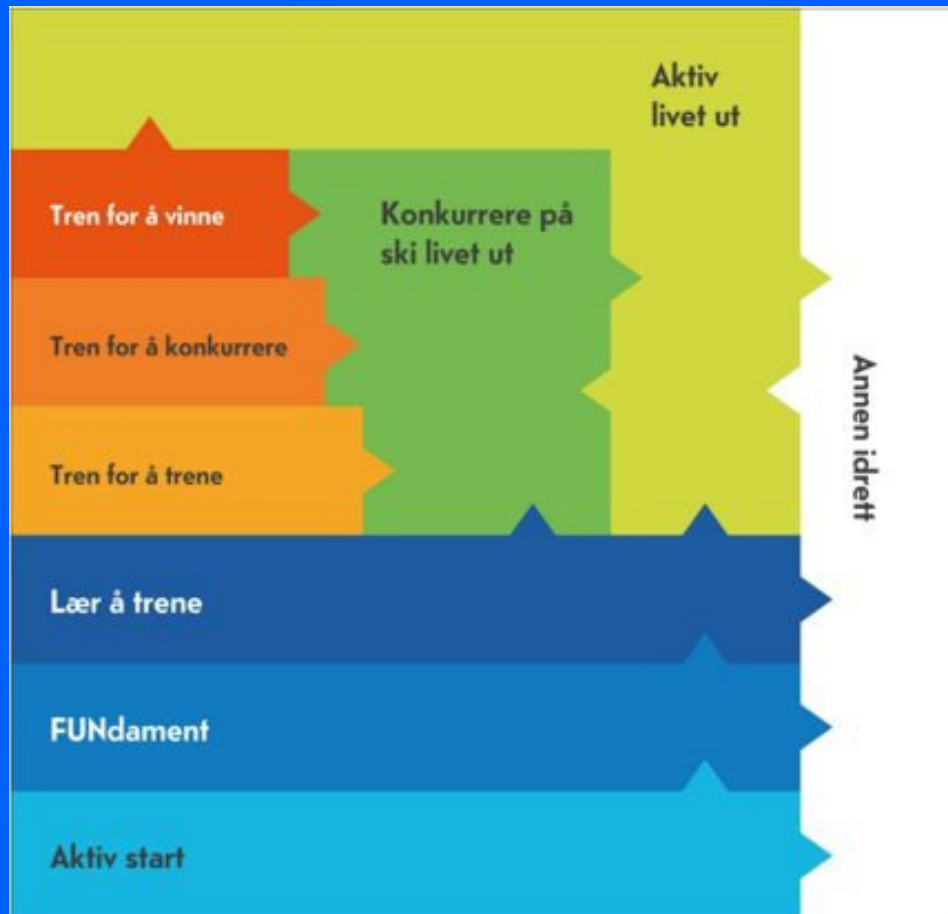 Aktiv
livet ut
Tren for å vinne
Konkurrere på
ski livet ut
Tren for å konkurrere
Tren for å trene
Annen idrett
Lær å trene
FUNdament
Aktiv start